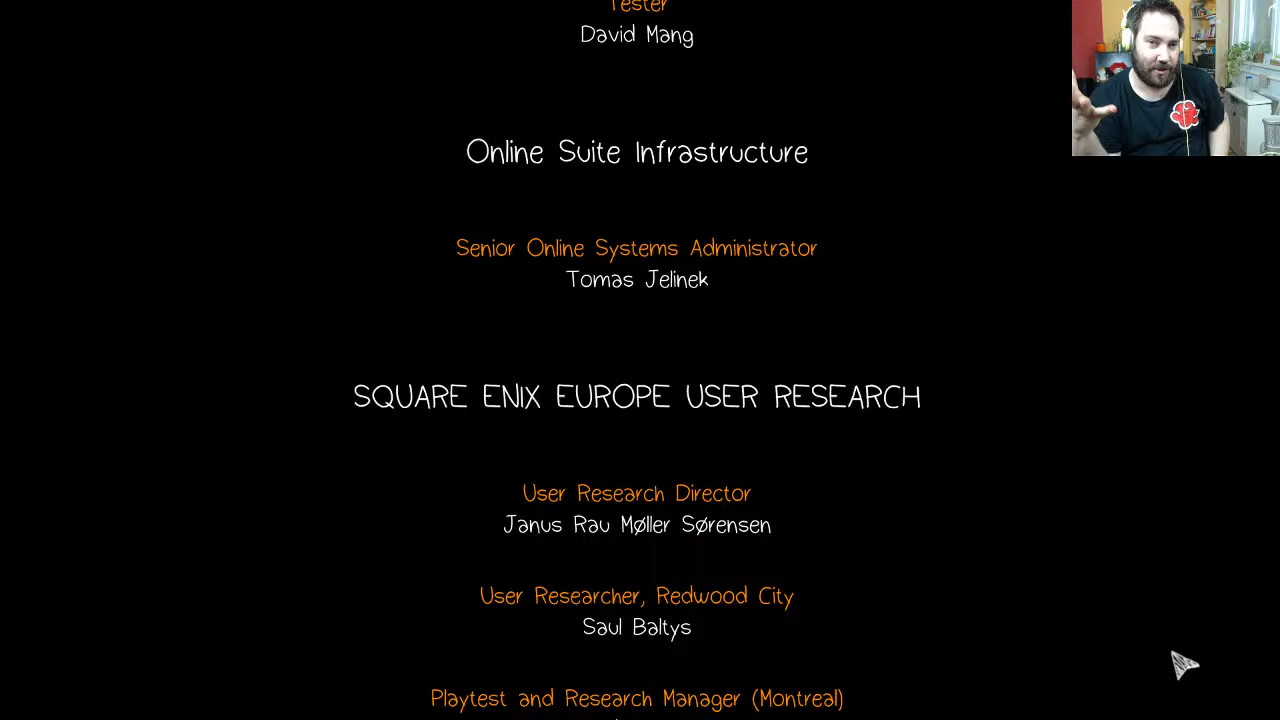 Tester
David Mang
Online Suite Infrastructure
Senior Online Systems Administrator
Tomas Jelinek
SQUARE ENIX EUROPE USER RESEARCH
User Research Director
Janus Rau Møller Sørensen
User Researcher, Redwood City
Saul Baltys
Playtest and Research Manager (Montreal)